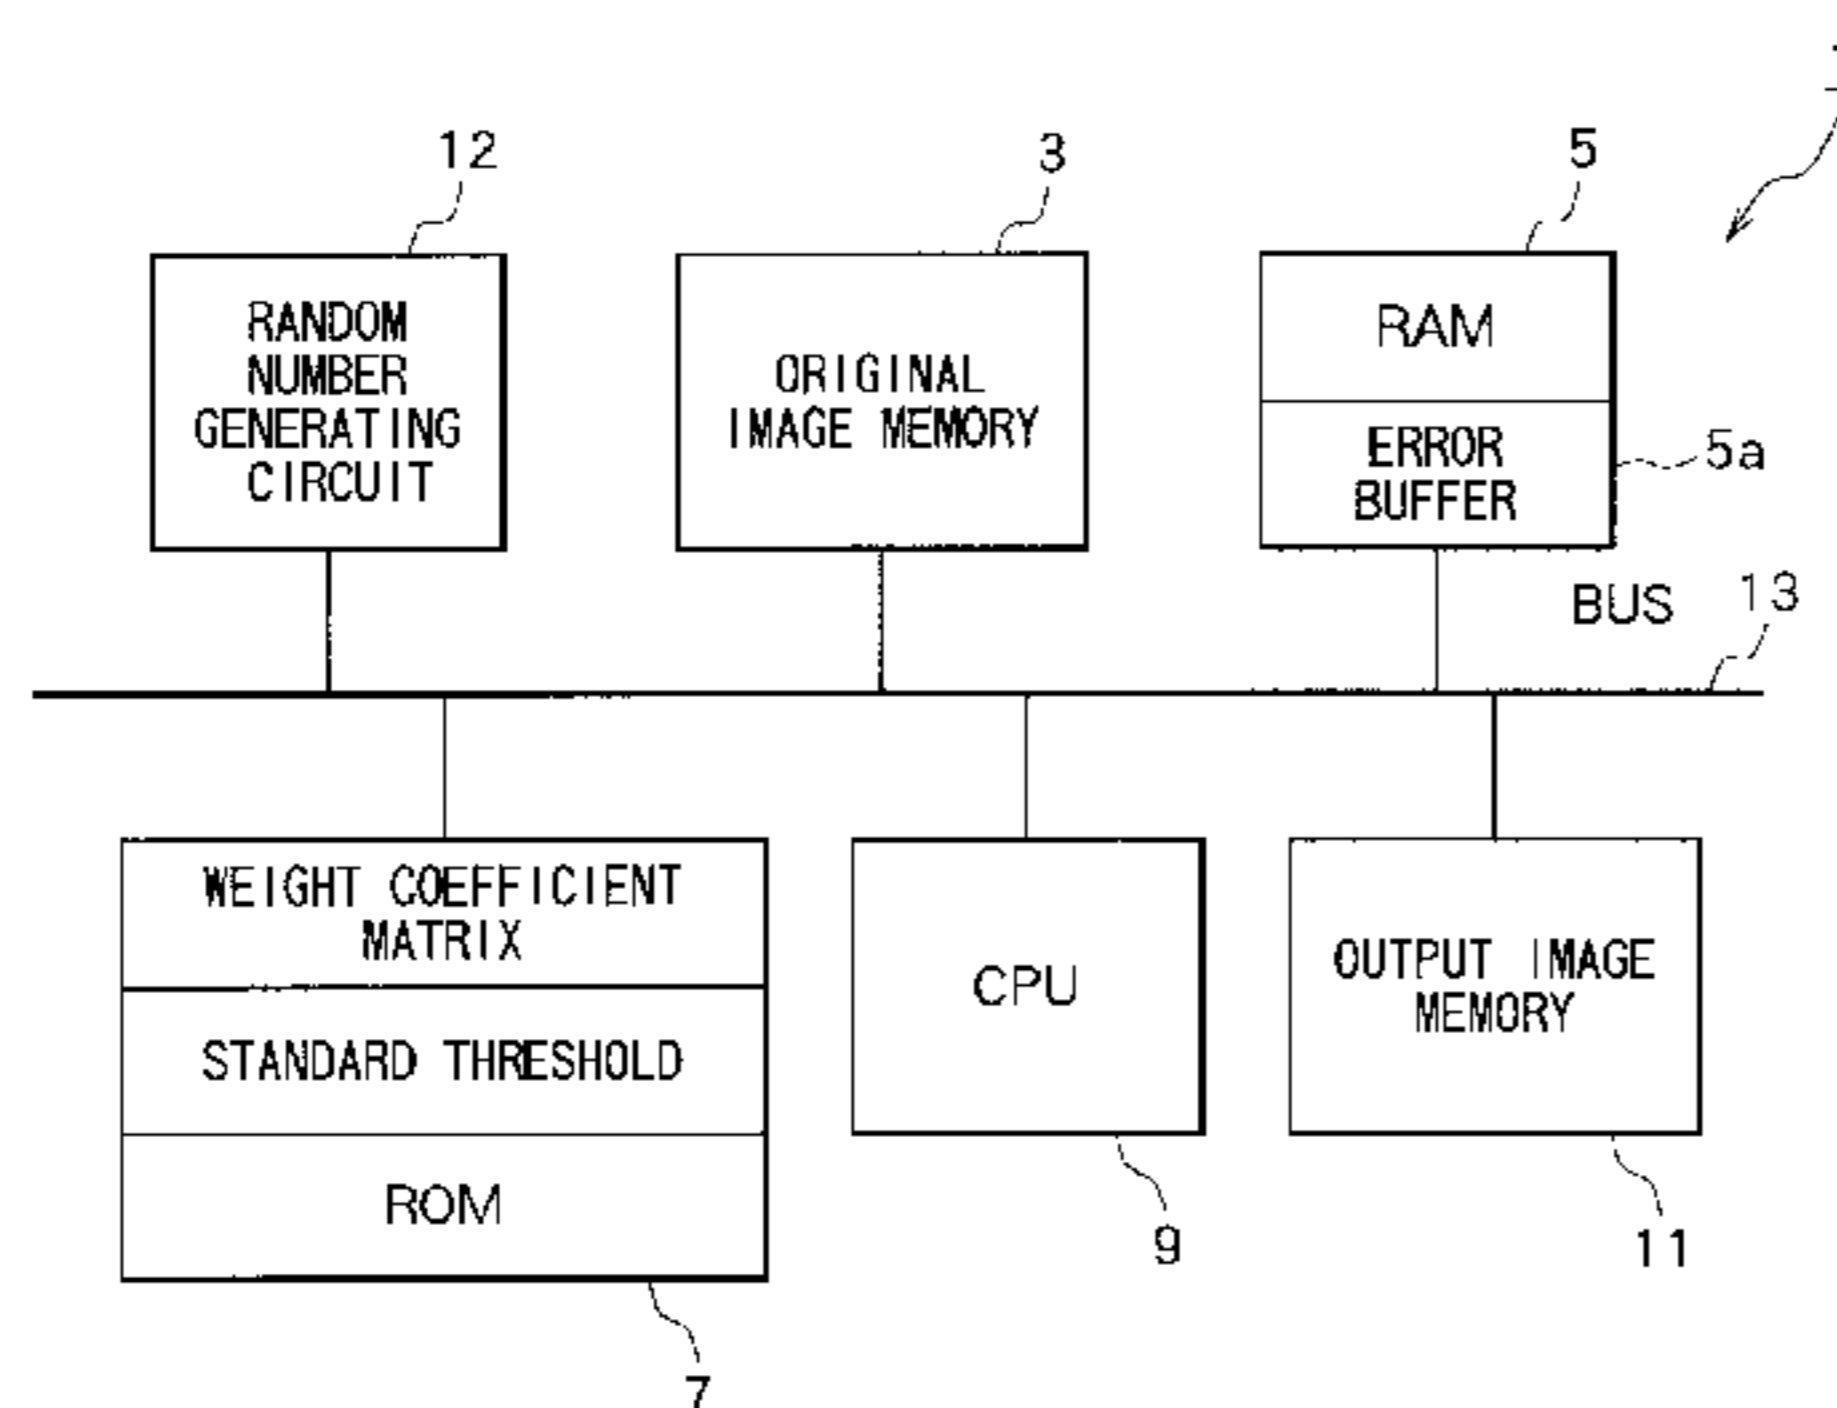 12
3
5
RANDOM
NUMBER
GENERATING
CIRCUIT
ORIGINAL
IMAGE MEMORY
RAM
ERROR
BUFFER
5a
BUS
13
WEIGHT COEFFICIENT
MATRIX
STANDARD THRESHOLD
ROM
CPU
OUTPUT IMAGE
MEMORY
9
11
7